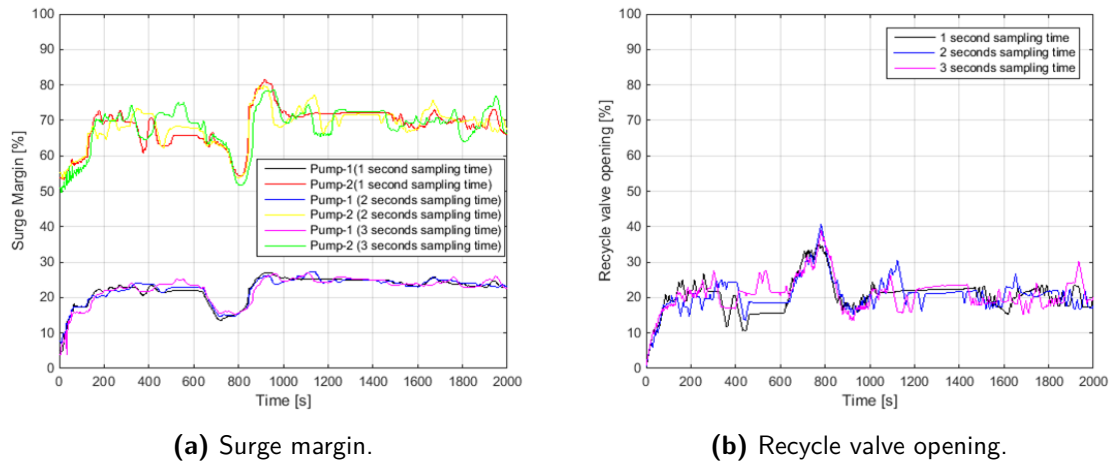 100
90
80
70
60
50
40
30
20
10
0
Surge Margin [%]
Pump-1(1 second sampling time)
Pump-2(1 second sampling time)
Pump-1 (2 seconds sampling time)
Pump-2 (2 seconds sampling time)
Pump-1 (3 seconds sampling time)
Pump-2 (3 seconds sampling time)
0 200 400 600 800 1000 1200 1400 1600 1800 2000
Time [s]
(a) Surge margin.
100
90
80
70
60
50
40
30
20
10
0
Recycle valve opening [%]
1 second sampling time
2 seconds sampling time
3 seconds sampling time
0 200 400 600 800 1000 1200 1400 1600 1800 2000
Time [s]
(b) Recycle valve opening.